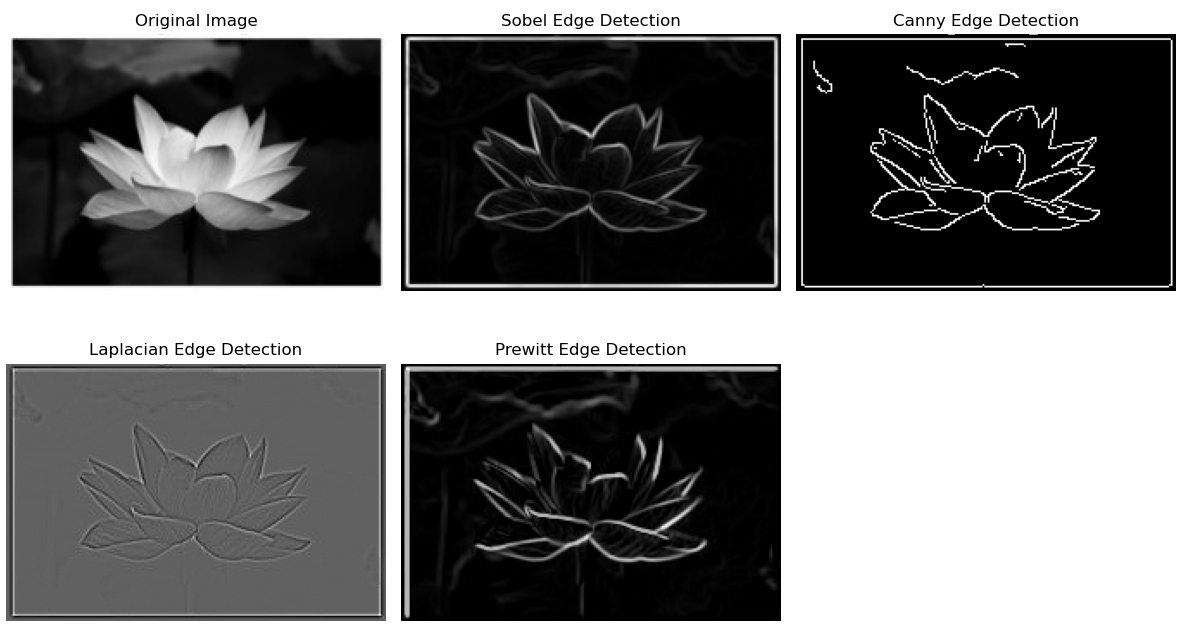 Original Image
Sobel Edge Detection
Canny Edge Detection
Laplacian Edge Detection
Prewitt Edge Detection